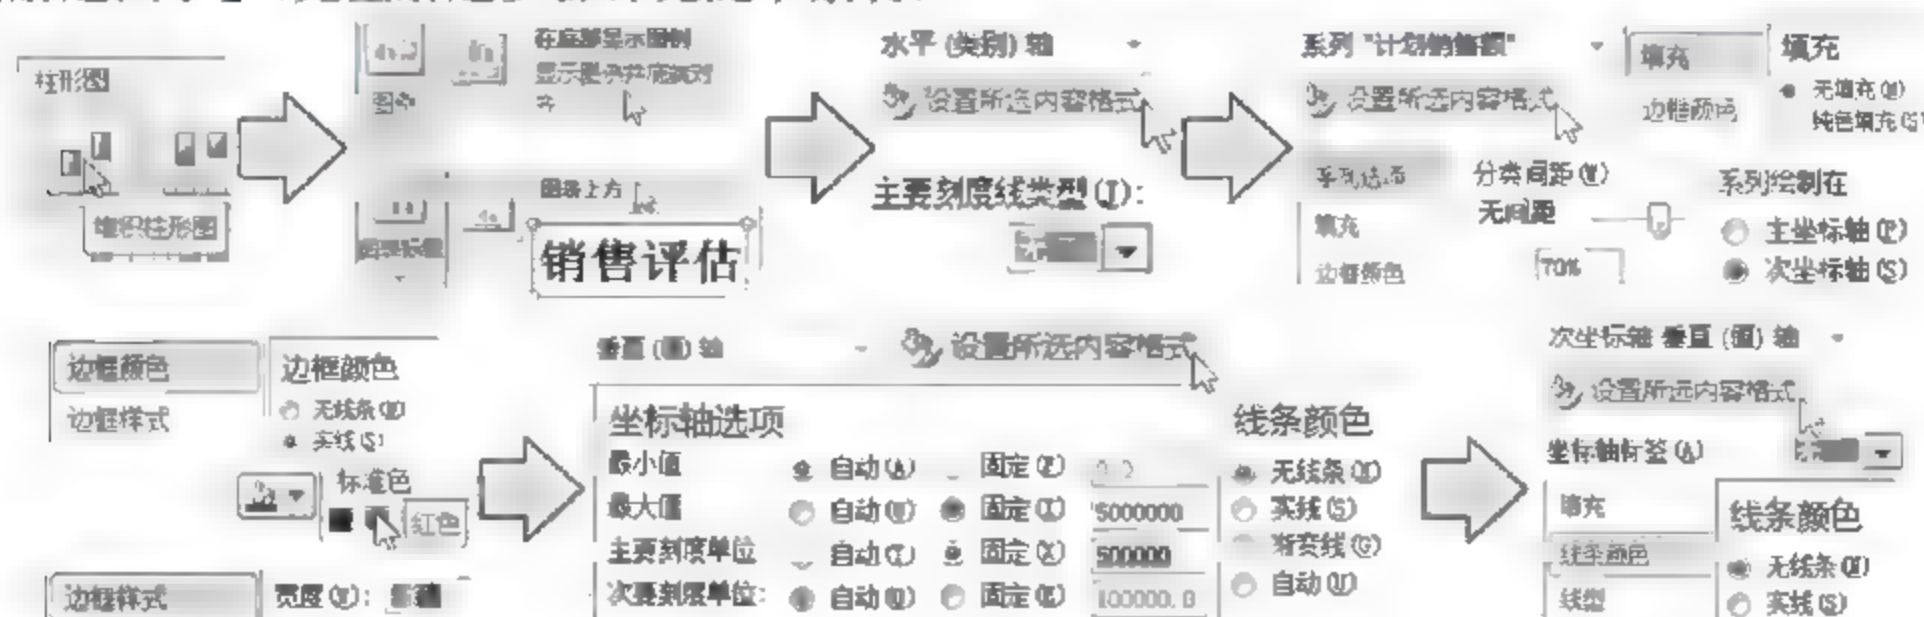 柱形图
堆积柱形图
在底部显示图例
图表上方
销售评估
水平(类别)轴
设置所选内容格式
主要刻度线类型(J):
系列"计划销售额"
设置所选内容格式
系列选项
填充
边框颜色
分类间距(W)
无间距
70%
填充
边框颜色
填充
无填充(N)
纯色填充(S)
系列绘制在
主坐标轴(P)
次坐标轴(S)
边框颜色
边框样式
边框颜色
无线条(N)
实线(S)
标准色
红色
边框样式
宽度(W):
垂直(值)轴
设置所选内容格式
坐标轴选项
最小值 自动(A) 固定(F)
最大值 自动(U) 固定(I) 5000000
主要刻度单位 自动(T) 固定(X) 500000
次要刻度单位: 自动(O) 固定(E) 100000.0
线条颜色
无线条(N)
实线(S)
渐变线(G)
自动(U)
次坐标轴 垂直(值)轴
设置所选内容格式
坐标轴标签(A)
填充
线条颜色
线型
线条颜色
无线条(N)
实线(S)